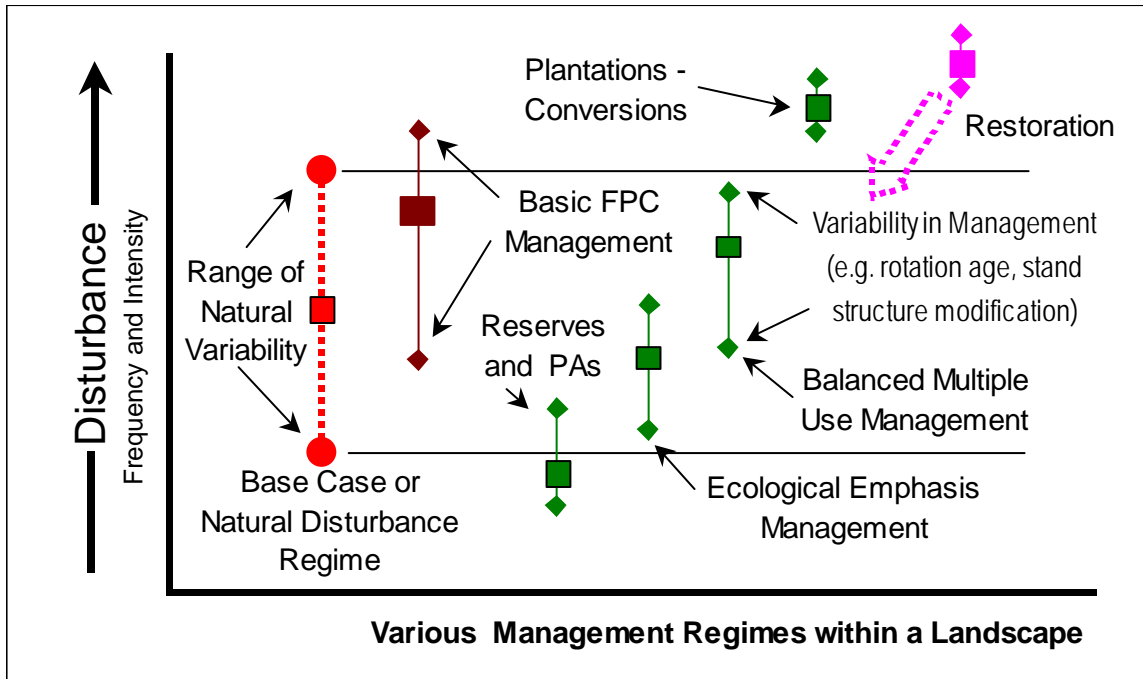 Disturbance
Frequency and Intensity
Plantations -
Conversions
Restoration
Basic FPC
Management
Variability in Management
(e.g. rotation age, stand
structure modification)
Range of
Natural
Variability
Reserves
and PAs
Balanced Multiple
Use Management
Base Case or
Natural Disturbance
Regime
Ecological Emphasis
Management
Various Management Regimes within a Landscape